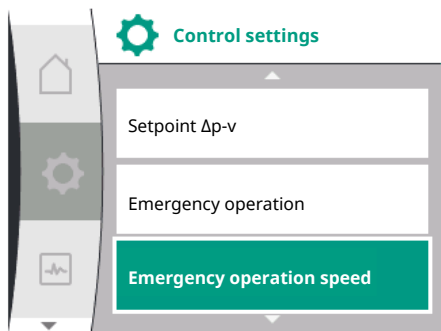 Control settings
Setpoint Δp-v
Emergency operation
Emergency operation speed